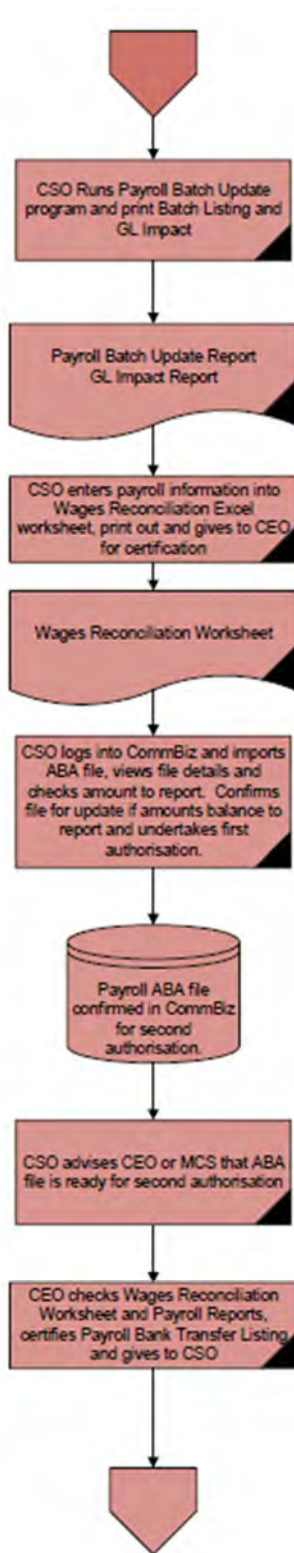 CSO Runs Payroll Batch Update
program and print Batch Listing and
GL Impact
Payroll Batch Update Report
GL Impact Report
CSO enters payroll information into
Wages Reconciliation Excel
worksheet, print out and gives to CEO
for certification
Wages Reconciliation Worksheet
CSO logs into CommBiz and imports
ABA file, views file details and
checks amount to report. Confirms
file for update if amounts balance to
report and undertakes first
authorisation.
Payroll ABA file
confirmed in CommBiz
for second
authorisation.
CSO advises CEO or MCS that ABA
file is ready for second authorisation
CEO checks Wages Reconciliation
Worksheet and Payroll Reports,
certifies Payroll Bank Transfer Listing
and gives to CSO